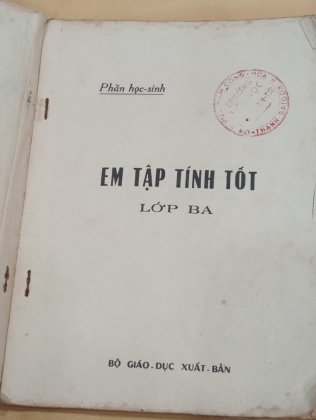 Phần học-sinh
EM TẬP TÍNH TỐT
LỚP BA
BỘ GIÁO-DỤC XUẤT-BẢN